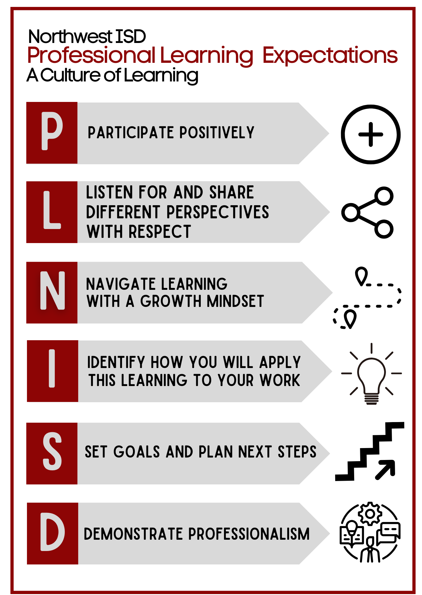 Northwest ISD
Professional Learning Expectations
A Culture of Learning
P
PARTICIPATE POSITIVELY
L
LISTEN FOR AND SHARE
DIFFERENT PERSPECTIVES
WITH RESPECT
N
NAVIGATE LEARNING
WITH A GROWTH MINDSET
I
IDENTIFY HOW YOU WILL APPLY
THIS LEARNING TO YOUR WORK
S
SET GOALS AND PLAN NEXT STEPS
D
DEMONSTRATE PROFESSIONALISM